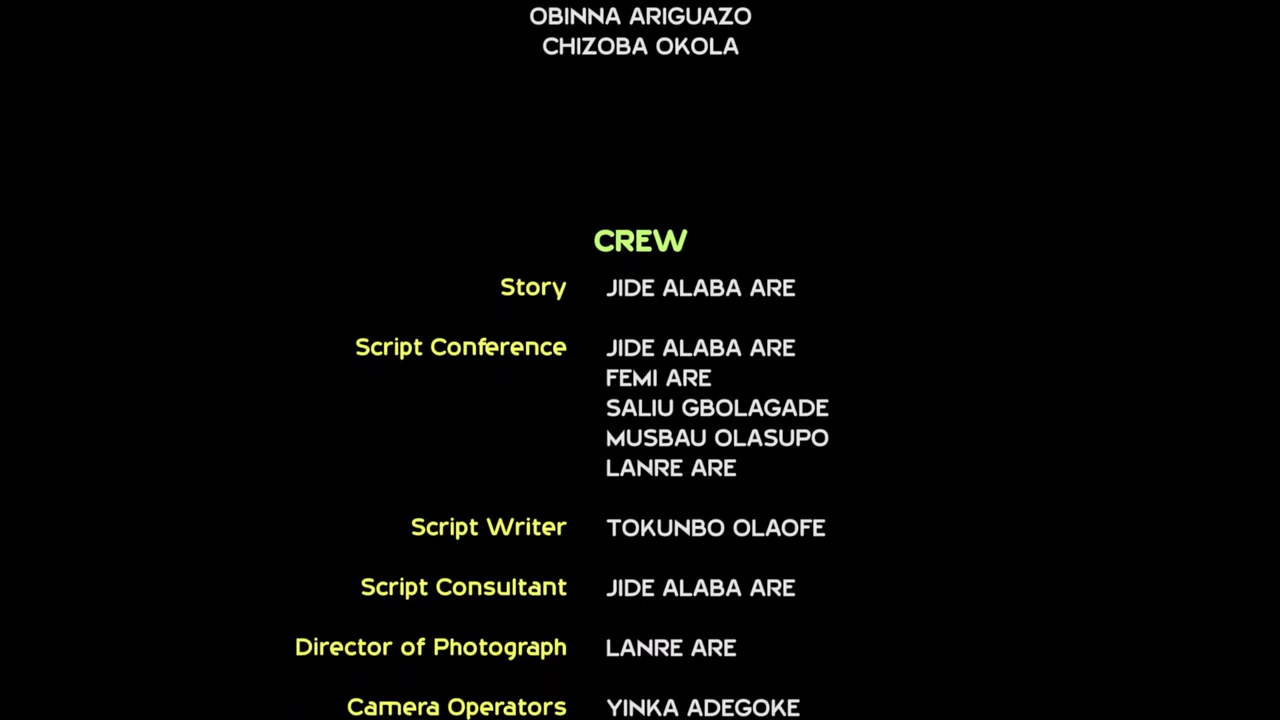 OBINNA ARIGUAZO
CHIZOBA OKOLA
CREW
Story JIDE ALABA ARE
Script Conference JIDE ALABA ARE
FEMI ARE
SALIU GBOLAGADE
MUSBAU OLASUPO
LANRE ARE
Script Writer TOKUNBO OLAOFE
Script Consultant JIDE ALABA ARE
Director of Photograph LANRE ARE
Camera Operators YINKA ADEGOKE